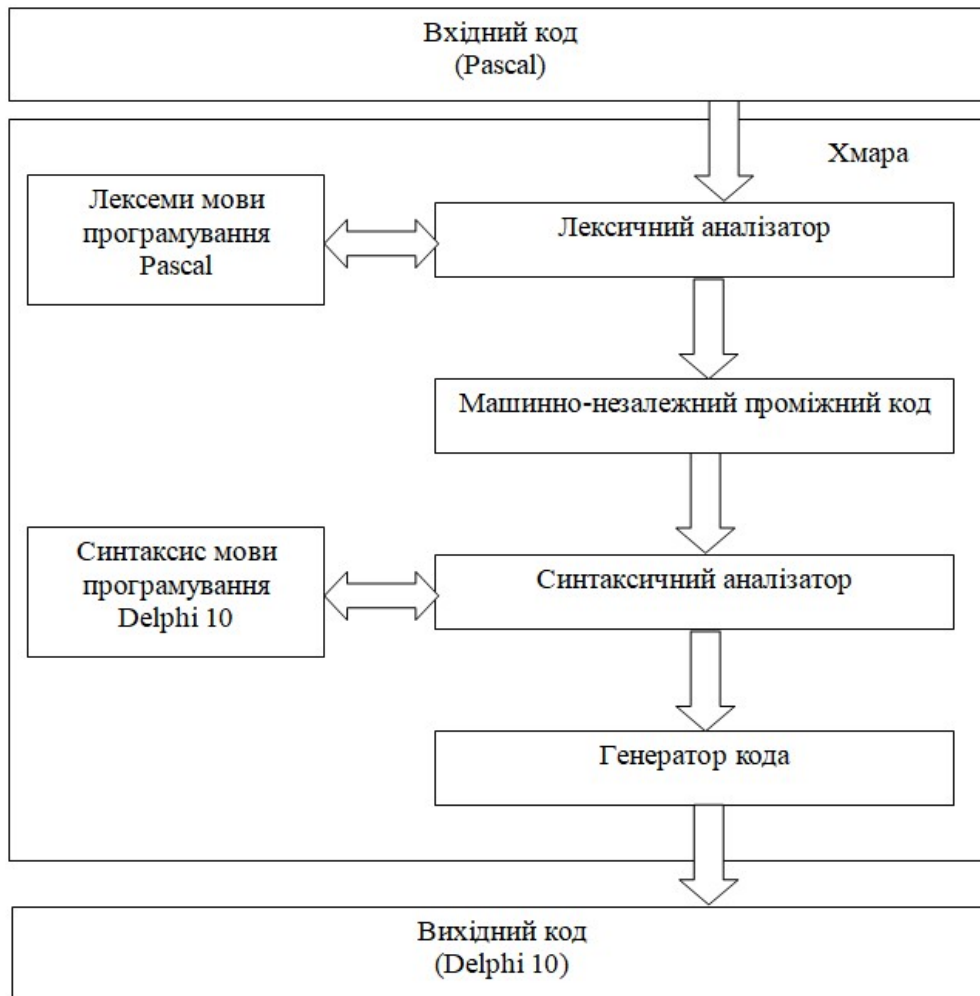 Вхідний код
(Pascal)
Хмара
Лексеми мови
програмування
Pascal
Лексичний аналізатор
Машинно-незалежний проміжний код
Синтаксис мови
програмування
Delphi 10
Синтаксичний аналізатор
Генератор кода
Вихідний код
(Delphi 10)